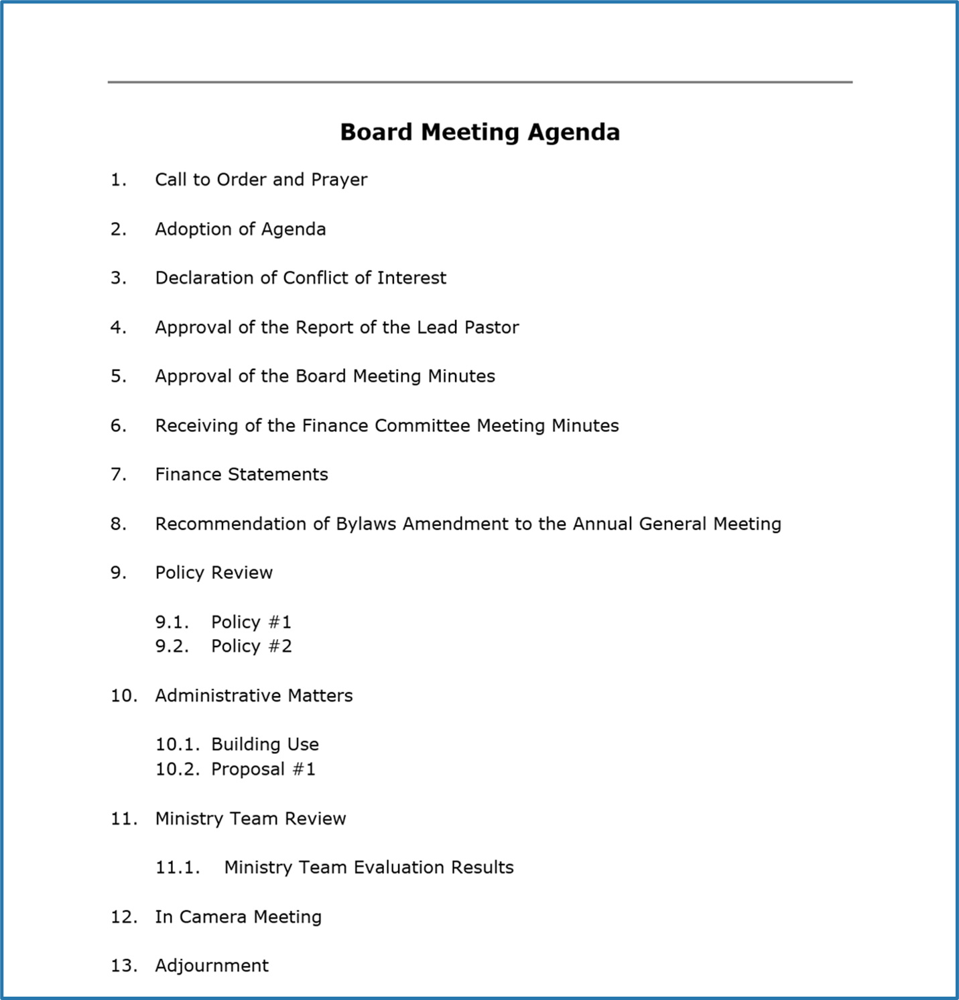 Board Meeting Agenda
1. Call to Order and Prayer
2. Adoption of Agenda
3. Declaration of Conflict of Interest
4. Approval of the Report of the Lead Pastor
5. Approval of the Board Meeting Minutes
6. Receiving of the Finance Committee Meeting Minutes
7. Finance Statements
8. Recommendation of Bylaws Amendment to the Annual General Meeting
9. Policy Review
9.1. Policy #1
9.2. Policy #2
10. Administrative Matters
10.1. Building Use
10.2. Proposal #1
11. Ministry Team Review
11.1. Ministry Team Evaluation Results
12. In Camera Meeting
13. Adjournment